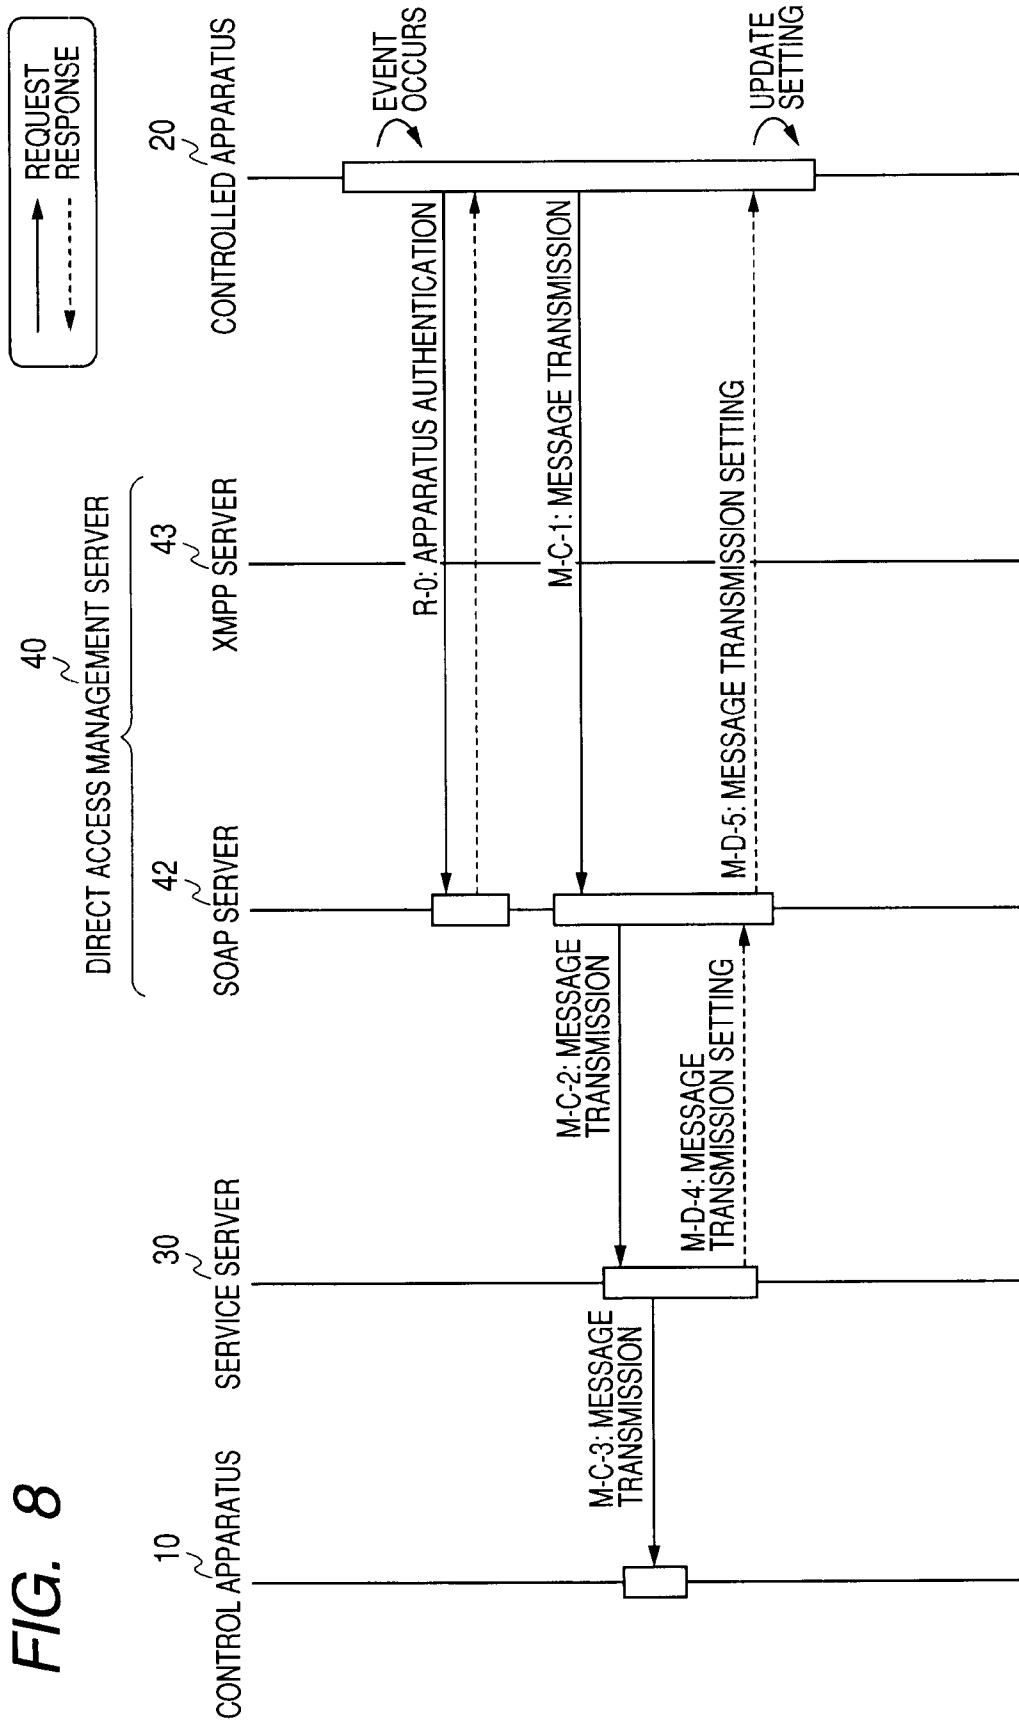 FIG. 8
REQUEST
RESPONSE
40
DIRECT ACCESS MANAGEMENT SERVER
10
CONTROL APPARATUS
30
SERVICE SERVER
42
SOAP SERVER
43
XMPP SERVER
20
CONTROLLED APPARATUS
EVENT
OCCURS
R-0: APPARATUS AUTHENTICATION
M-C-1: MESSAGE TRANSMISSION
M-C-2: MESSAGE
TRANSMISSION
M-C-3: MESSAGE
TRANSMISSION
M-D-4: MESSAGE
TRANSMISSION SETTING
M-D-5: MESSAGE TRANSMISSION SETTING
UPDATE
SETTING